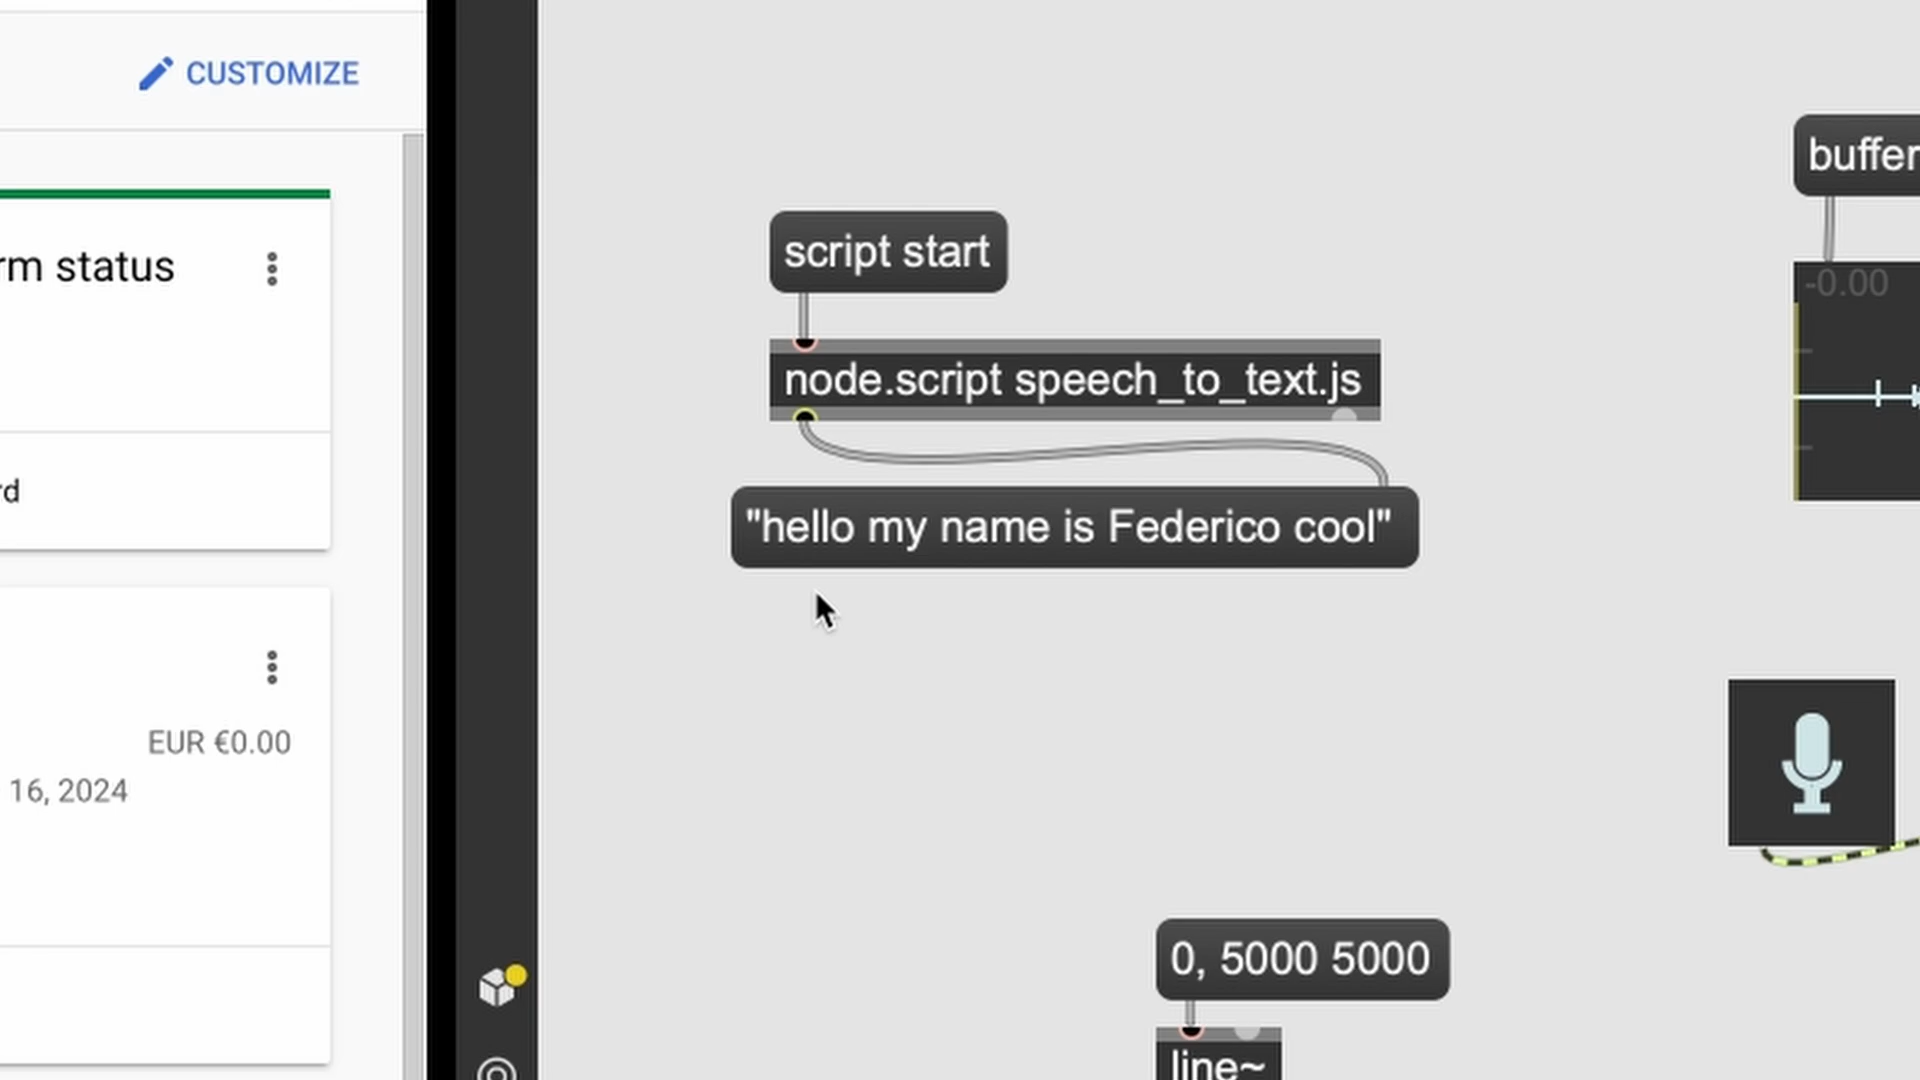 CUSTOMIZE
rm status
rd
EUR €0.00
16, 2024
script start
node.script speech_to_text.js
"hello my name is Federico cool"
buffer
-0.00
0, 5000 5000
line~